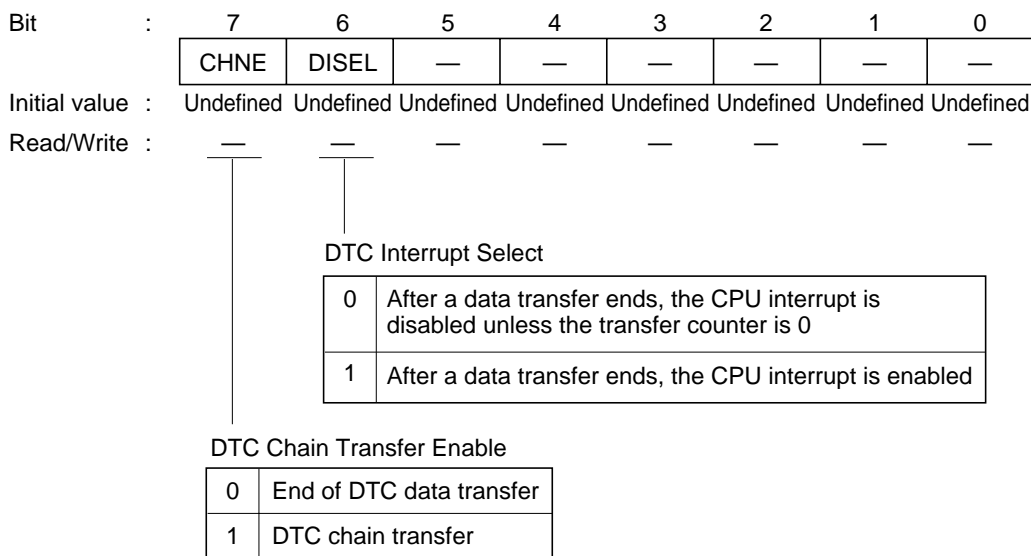 Bit : 7 6 5 4 3 2 1 0
CHNE DISEL — — — — — —
Initial value : Undefined Undefined Undefined Undefined Undefined Undefined Undefined Undefined
Read/Write : — — — — — — — —
DTC Interrupt Select
0 After a data transfer ends, the CPU interrupt is
disabled unless the transfer counter is 0
1 After a data transfer ends, the CPU interrupt is enabled
DTC Chain Transfer Enable
0 End of DTC data transfer
1 DTC chain transfer